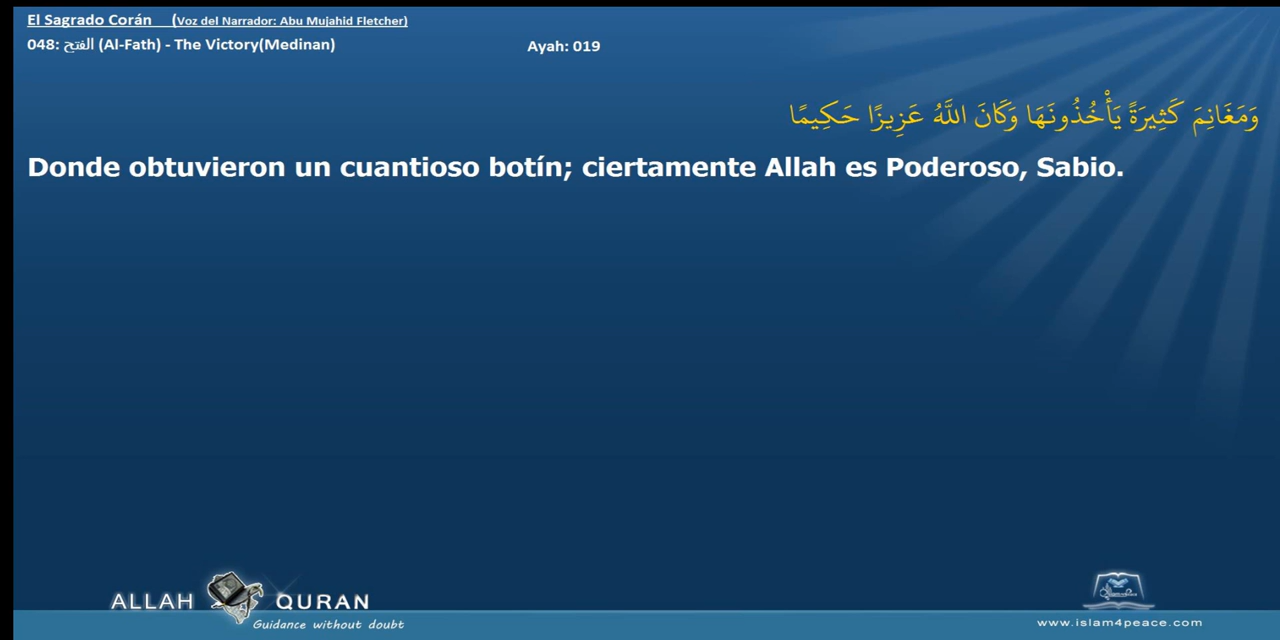 El Sagrado Corán (Voz del Narrador: Abu Mujahid Fletcher)
048: الفتح (Al-Fath) - The Victory(Medinan) Ayah: 019
وَمَغَانِمَ كَثِيرَةً يَأْخُذُونَهَا وَكَانَ اللَّهُ عَزِيزًا حَكِيمًا
Donde obtuvieron un cuantioso botín; ciertamente Allah es Poderoso, Sabio.
ALLAH QURAN
Guidance without doubt
www.islam4peace.com